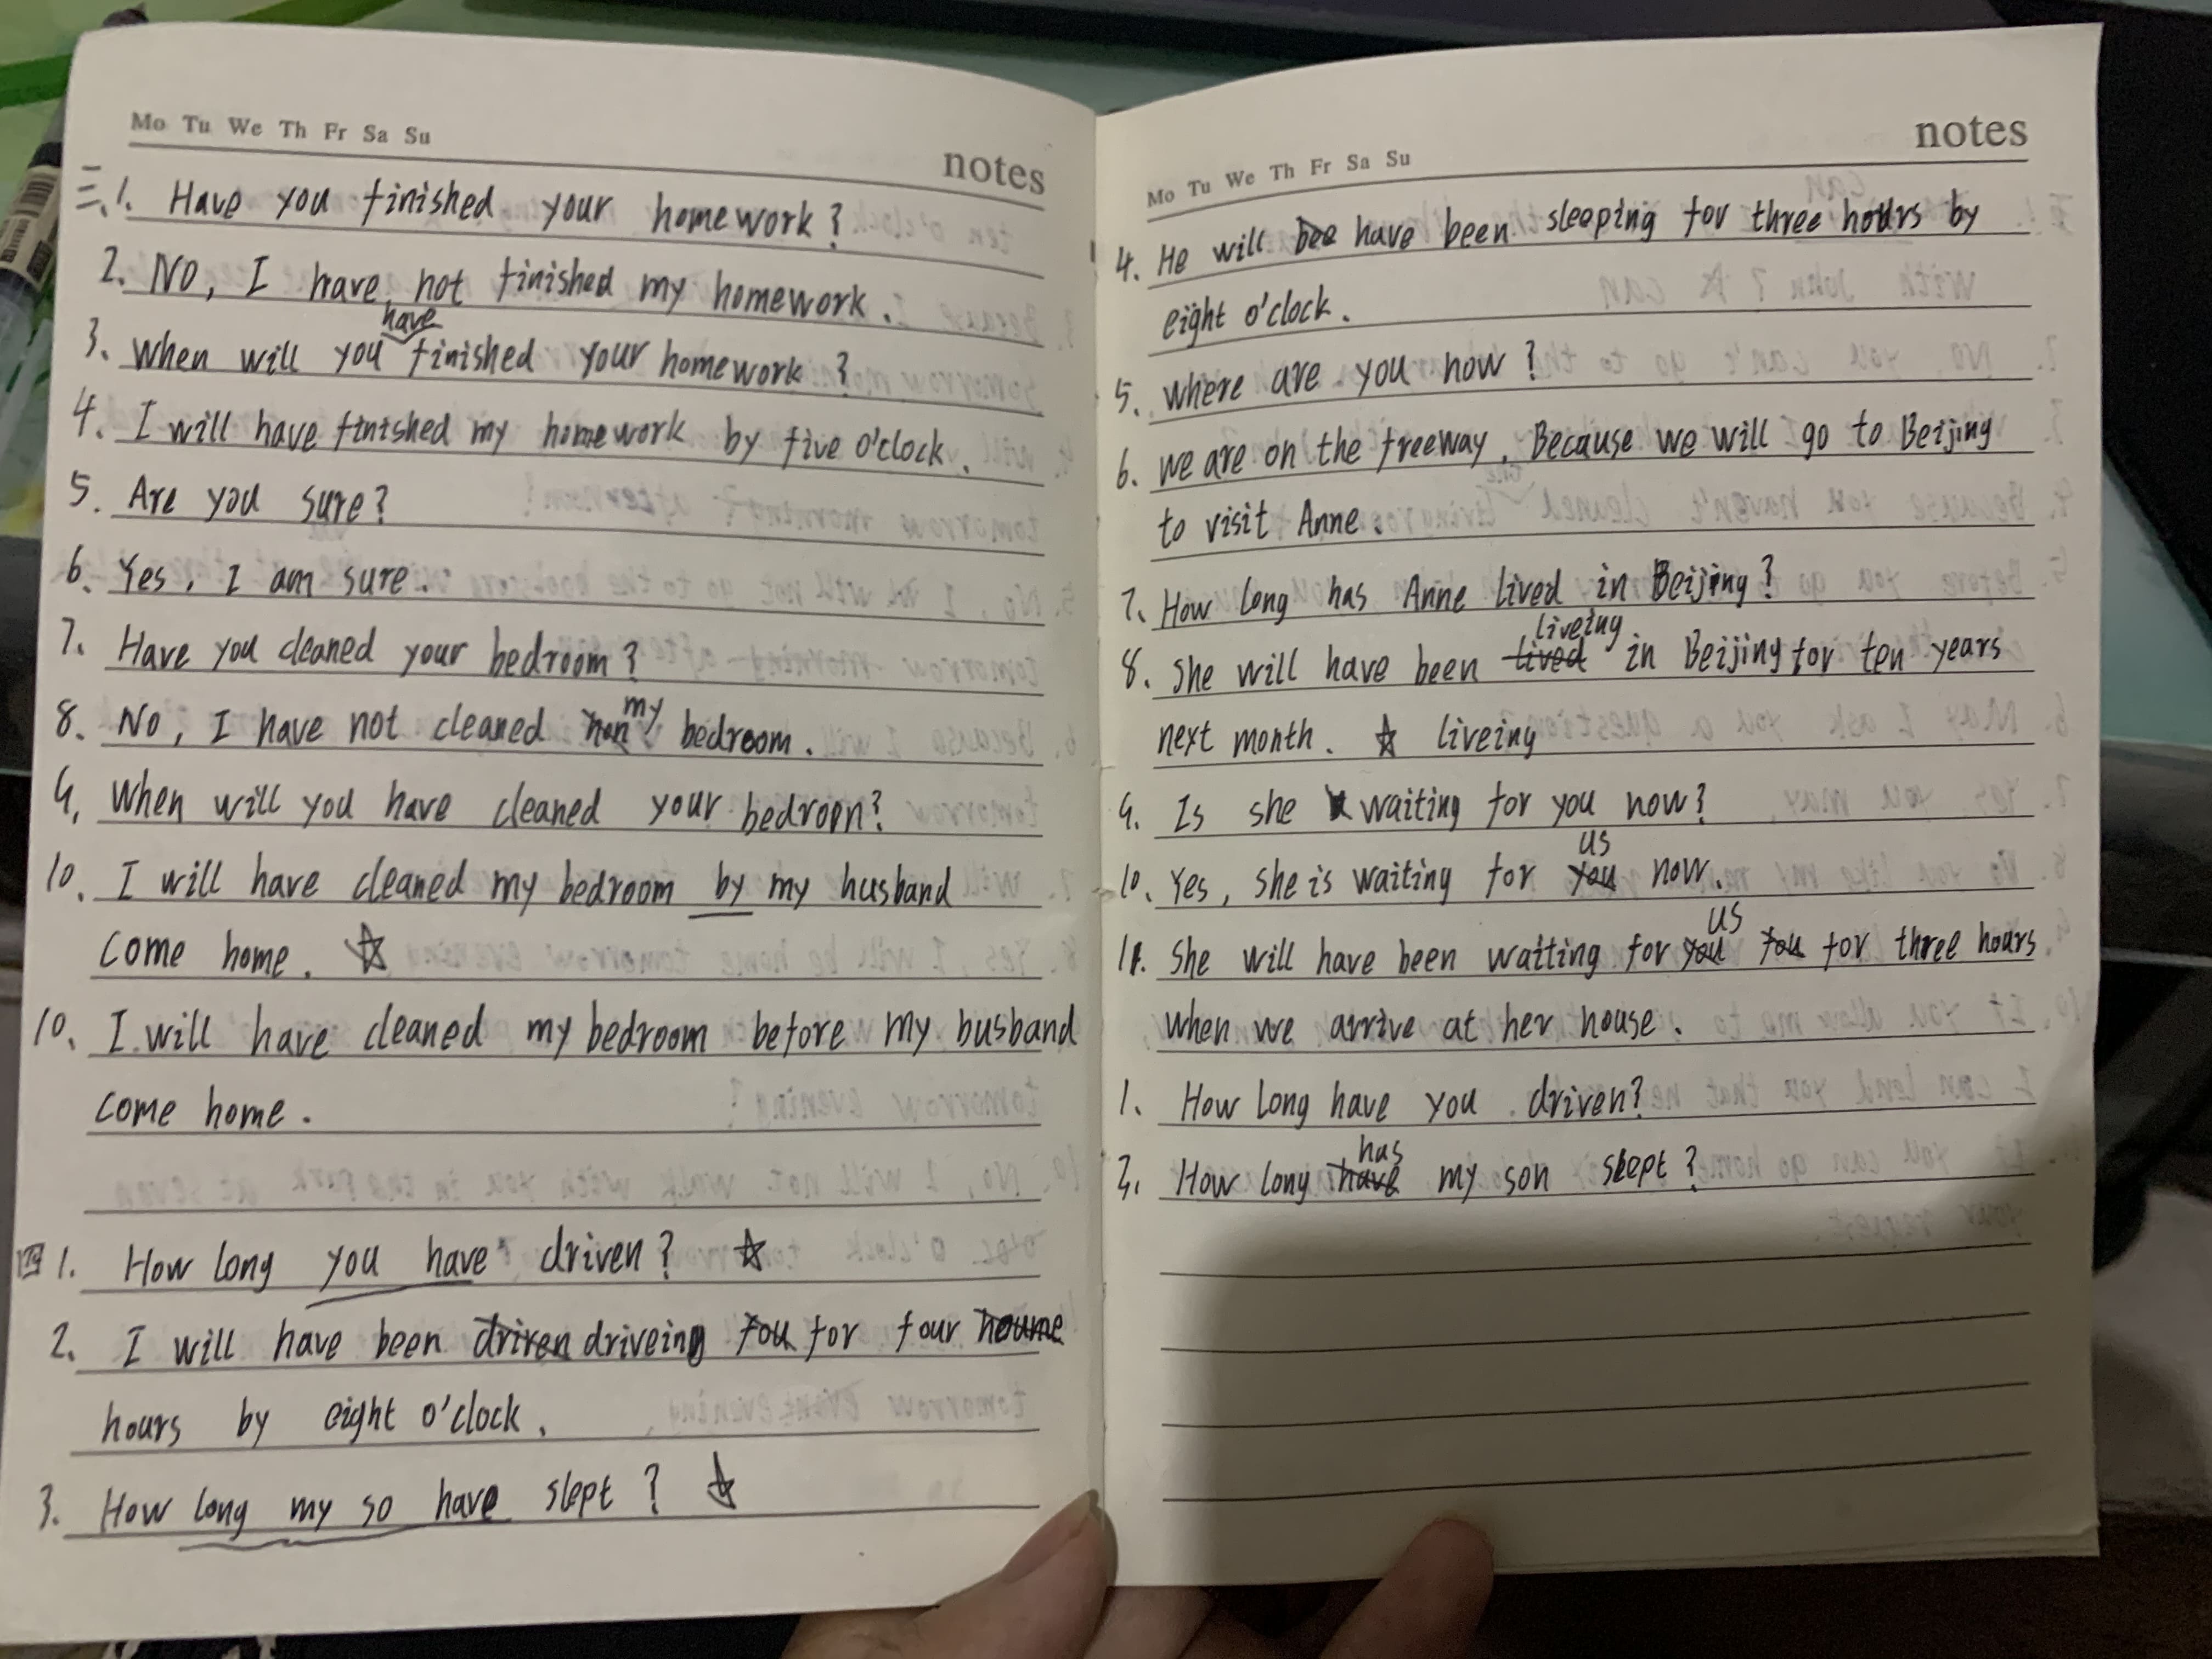 Mo Tu We Th Fr Sa Su
notes
三、1. Have you finished your homework?
2. NO, I have not finished my homework.
3. When will you have finished your homework?
4. I will have finished my homework by five o'clock.
5. Are you sure?
6. Yes, I am sure.
7. Have you cleaned your bedroom?
8. No, I have not cleaned my bedroom.
9. When will you have cleaned your bedroom?
10. I will have cleaned my bedroom by my husband
come home. ☆
10. I will have cleaned my bedroom before my busband
come home.
四 1. How long you have driven? ☆
2. I will have been driven driveing fou for four houme
hours by eight o'clock.
3. How long my so have slept? ☆
Mo Tu We Th Fr Sa Su
notes
4. He will bee have been sleeping for three hours by
eight o'clock.
5. where are you now?
6. we are on the freeway, Because we will go to Beijing
to visit Anne.
7. How long has Anne lived in Beijing?
8. she will have been lived liveing in Beijing for ten years
next month. ☆ liveing
9. Is she waiting for you now?
10. Yes, she is waiting for you us now.
11. She will have been waiting for you us fou for three hours
when we arrive at her house.
1. How long have you driven?
3. How long have has my son slept?